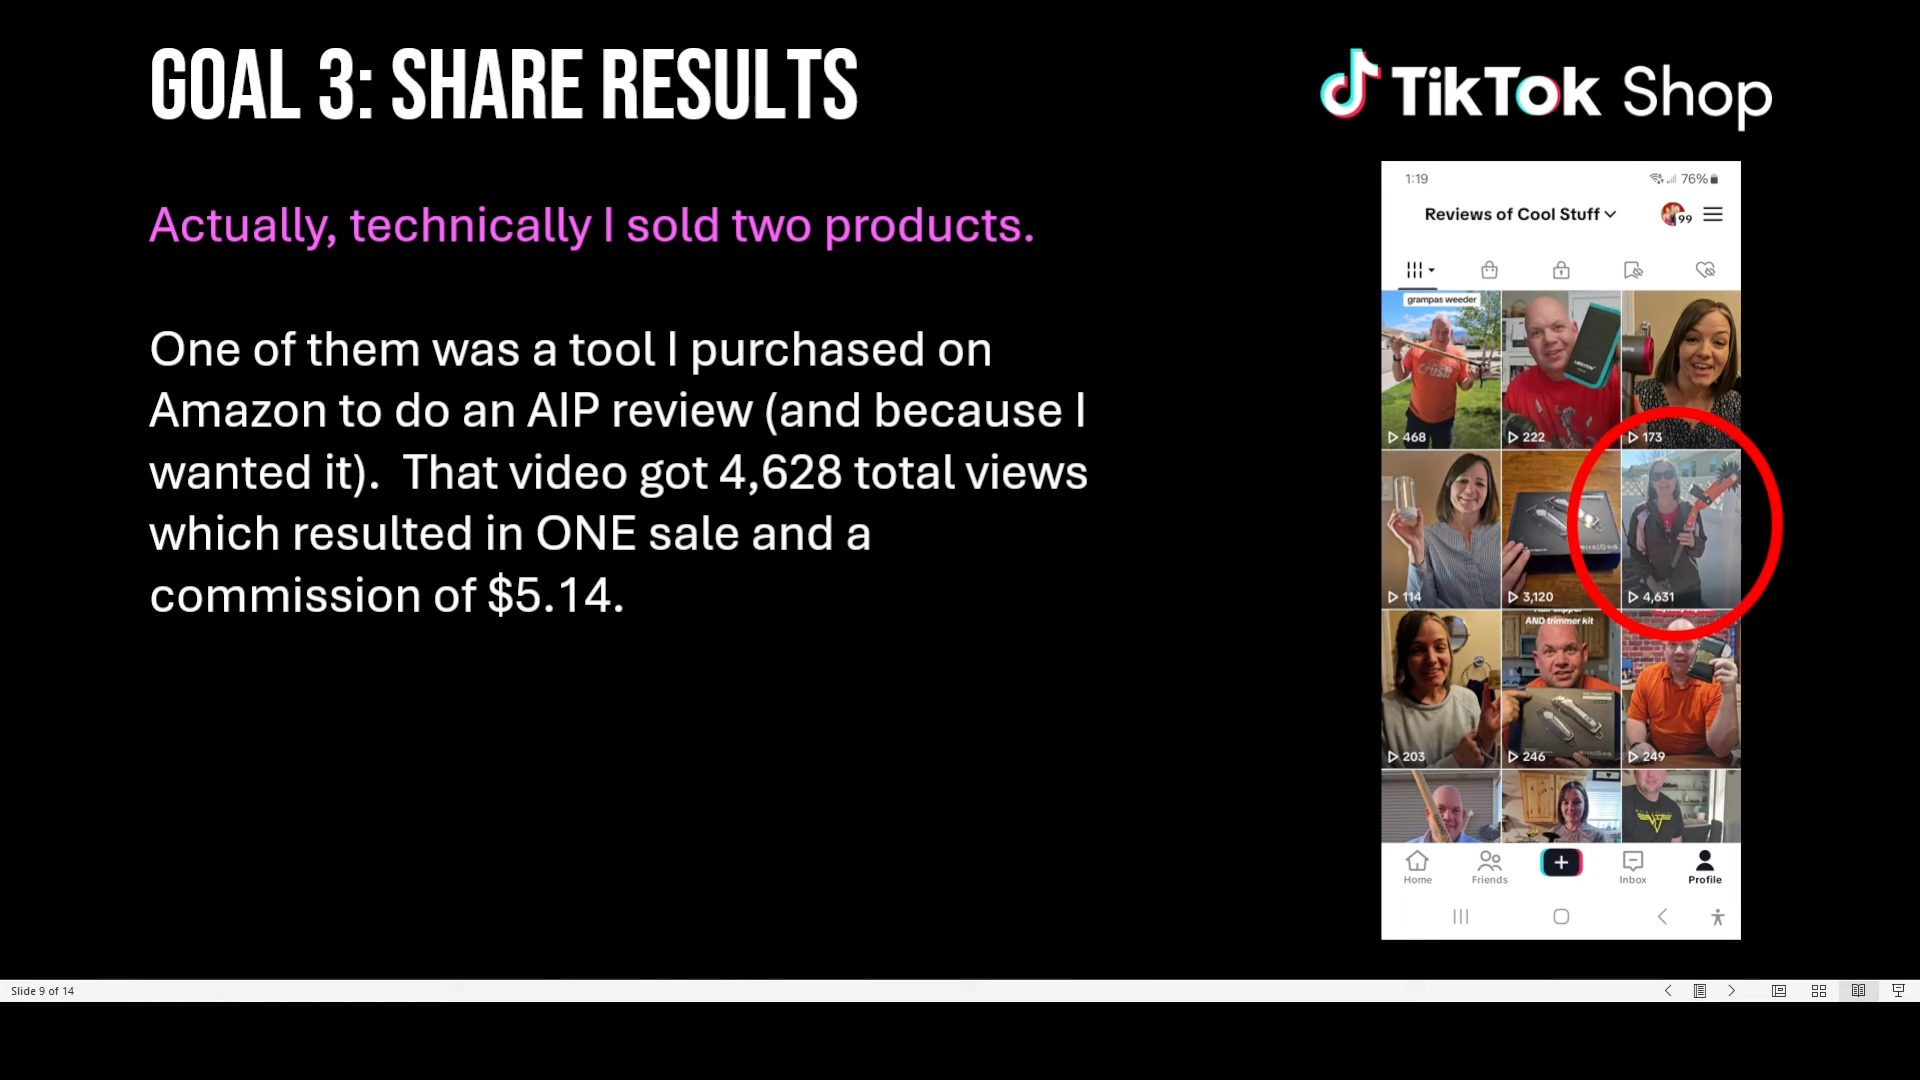 GOAL 3: SHARE RESULTS
TikTok Shop
Actually, technically I sold two products.
One of them was a tool I purchased on
Amazon to do an AIP review (and because I
wanted it).  That video got 4,628 total views
which resulted in ONE sale and a
commission of $5.14.
1:19
76%
Reviews of Cool Stuff
99
grampas weeder
468
222
173
114
3,120
4,631
AND trimmer kit
203
246
249
Home
Friends
Inbox
Profile
Slide 9 of 14